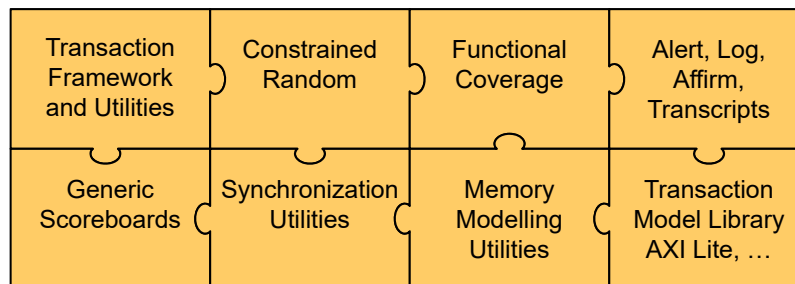 Transaction
Framework
and Utilities
Constrained
Random
Functional
Coverage
Alert, Log,
Affirm,
Transcripts
Generic
Scoreboards
Synchronization
Utilities
Memory
Modelling
Utilities
Transaction
Model Library
AXI Lite, …